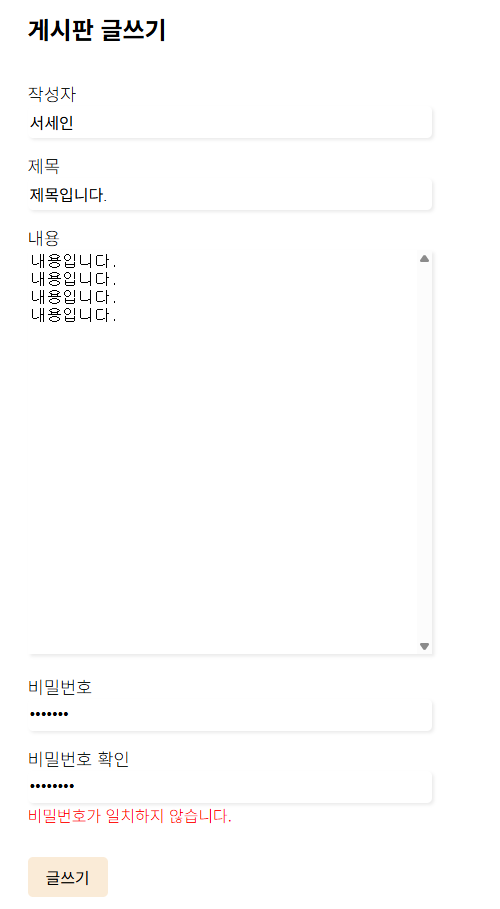 게시판 글쓰기
작성자
서세인
제목
제목입니다.
내용
내용입니다.
내용입니다.
내용입니다.
내용입니다.
비밀번호
•••••••
비밀번호 확인
••••••••
비밀번호가 일치하지 않습니다.
글쓰기